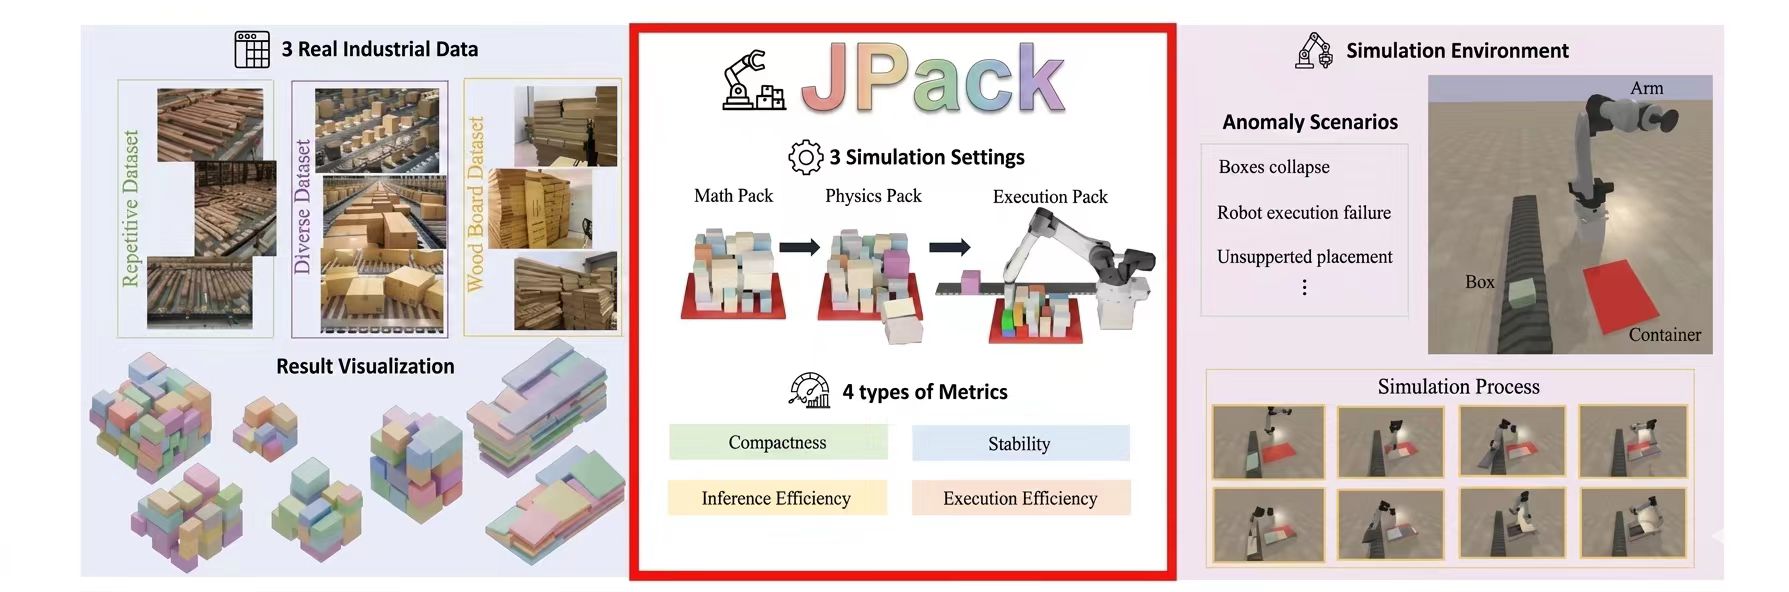 3 Real Industrial Data
Repetitive Dataset
Diverse Dataset
Wood Board Dataset
Result Visualization
JPack
3 Simulation Settings
Math Pack
Physics Pack
Execution Pack
4 types of Metrics
Compactness
Stability
Inference Efficiency
Execution Efficiency
Simulation Environment
Anomaly Scenarios
Boxes collapse
Robot execution failure
Unsupperted placement
⋮
Arm
Box
Container
Simulation Process